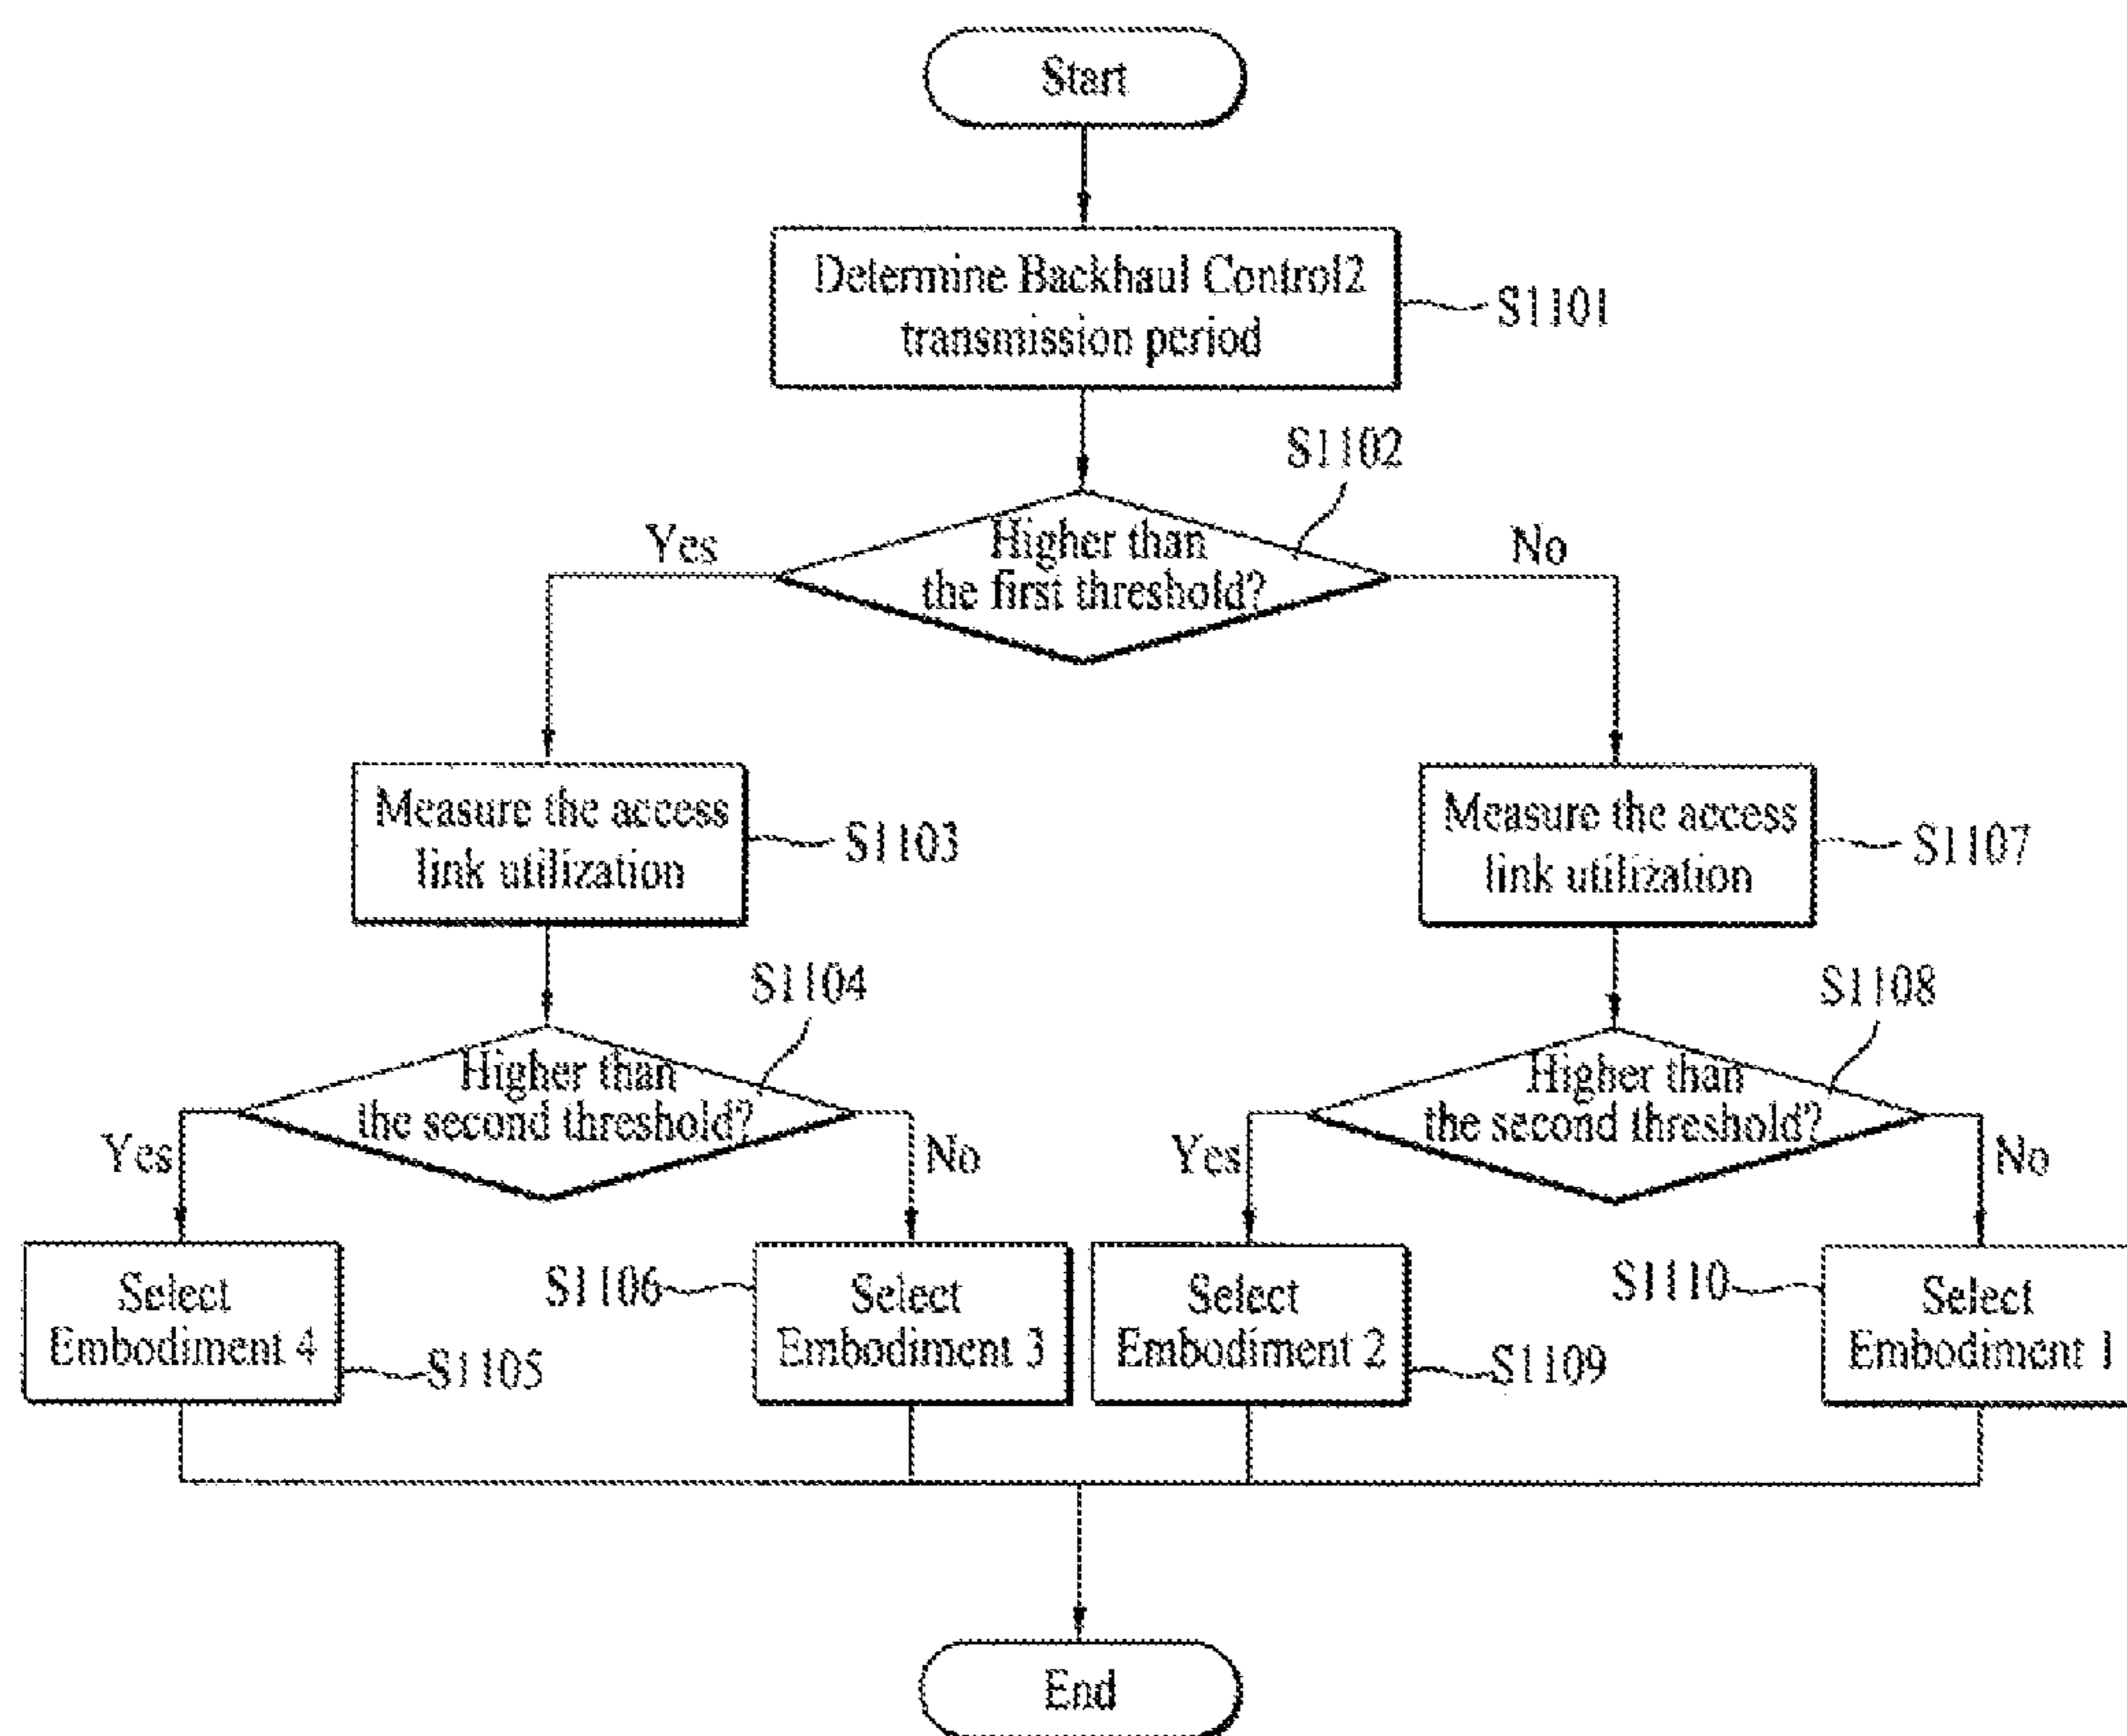 Start
Determine Backhaul Control2
transmission period
S1101
S1102
Higher than
the first threshold?
Yes
No
Measure the access
link utilization
S1103
Measure the access
link utilization
S1107
S1104
Higher than
the second threshold?
Yes
No
S1108
Higher than
the second threshold?
Yes
No
Select
Embodiment 4
S1105
S1106
Select
Embodiment 3
Select
Embodiment 2
S1109
S1110
Select
Embodiment 1
End